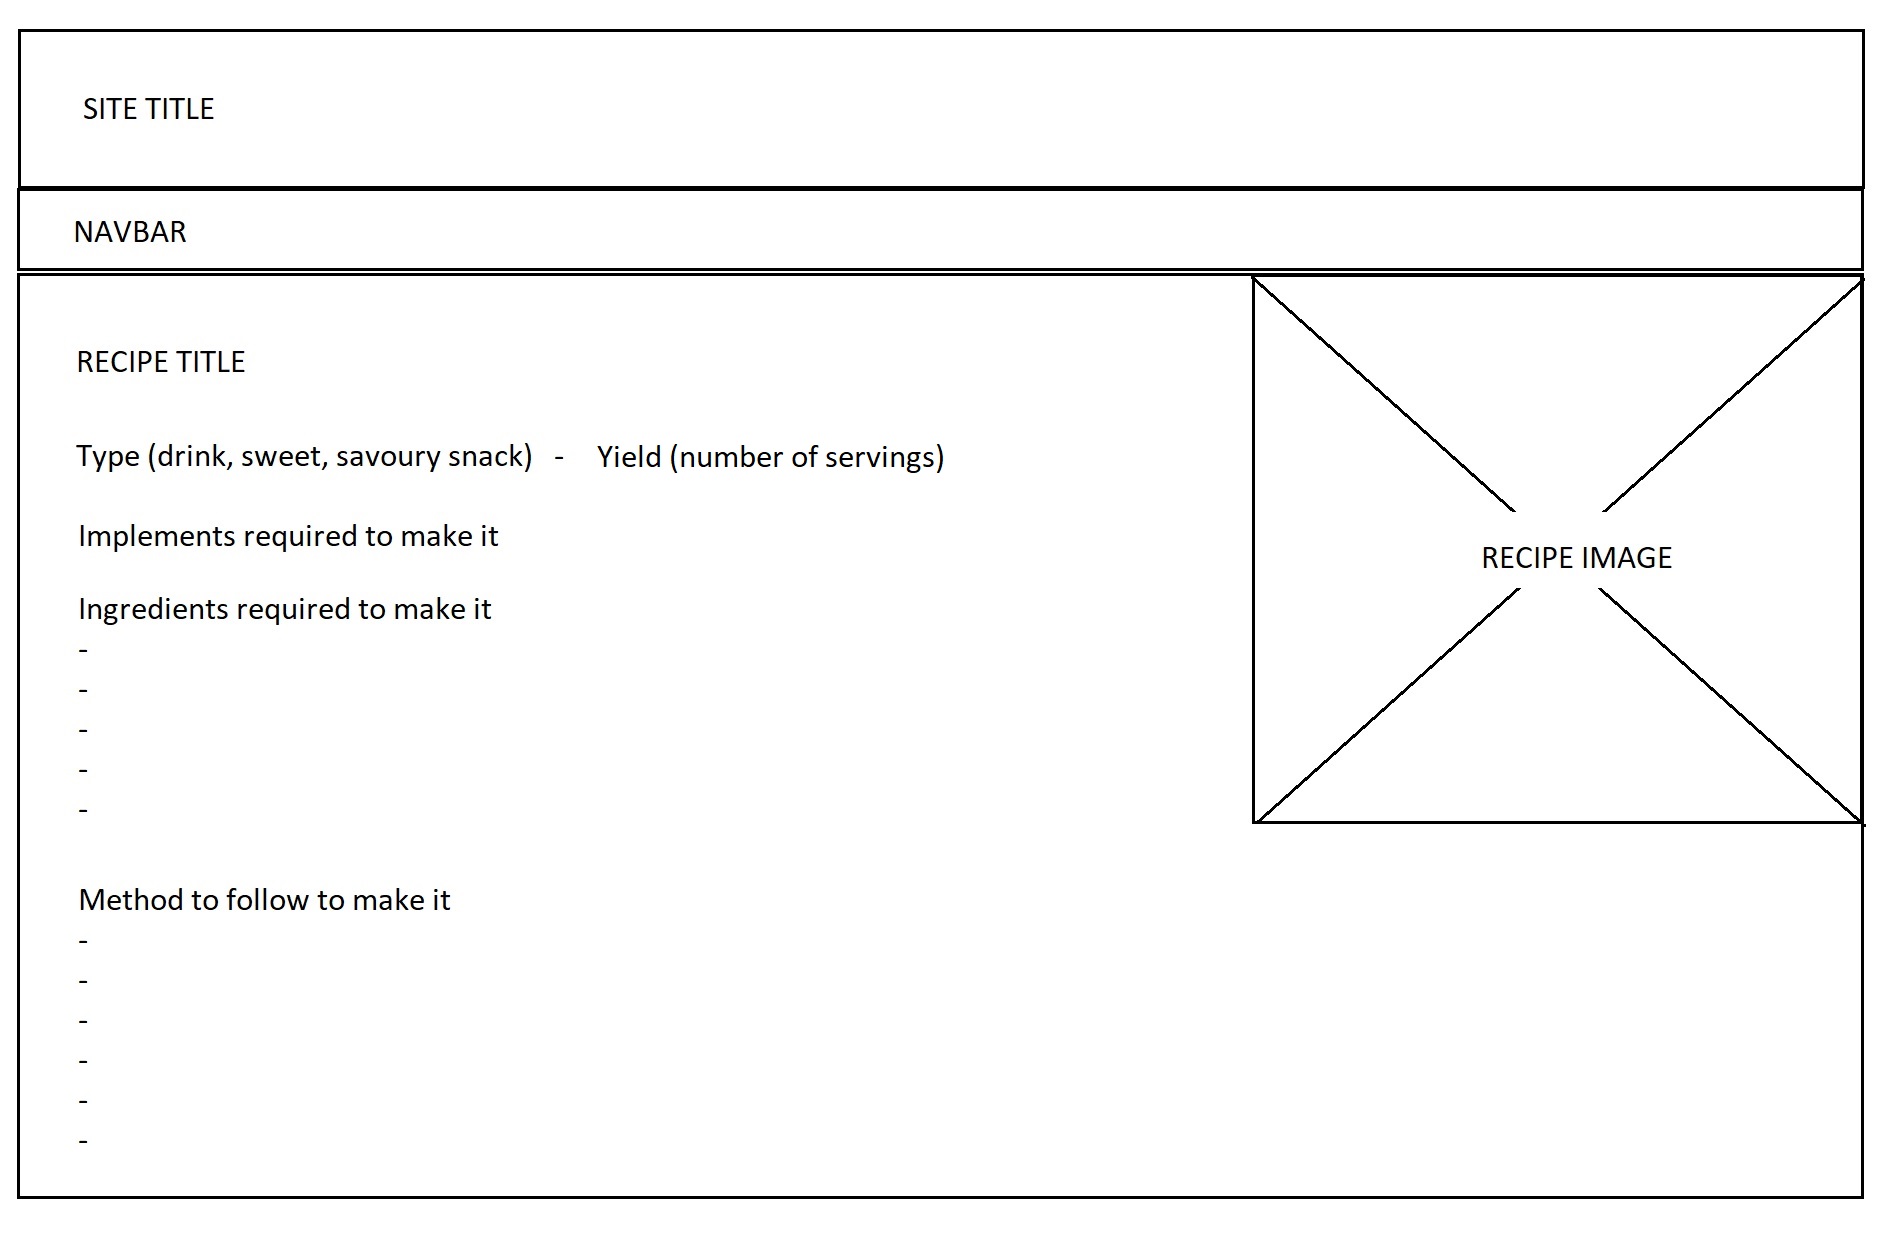 SITE TITLE
NAVBAR
RECIPE TITLE
Type (drink, sweet, savoury snack) - Yield (number of servings)
Implements required to make it
Ingredients required to make it
-
-
-
-
-
RECIPE IMAGE
Method to follow to make it
-
-
-
-
-
-